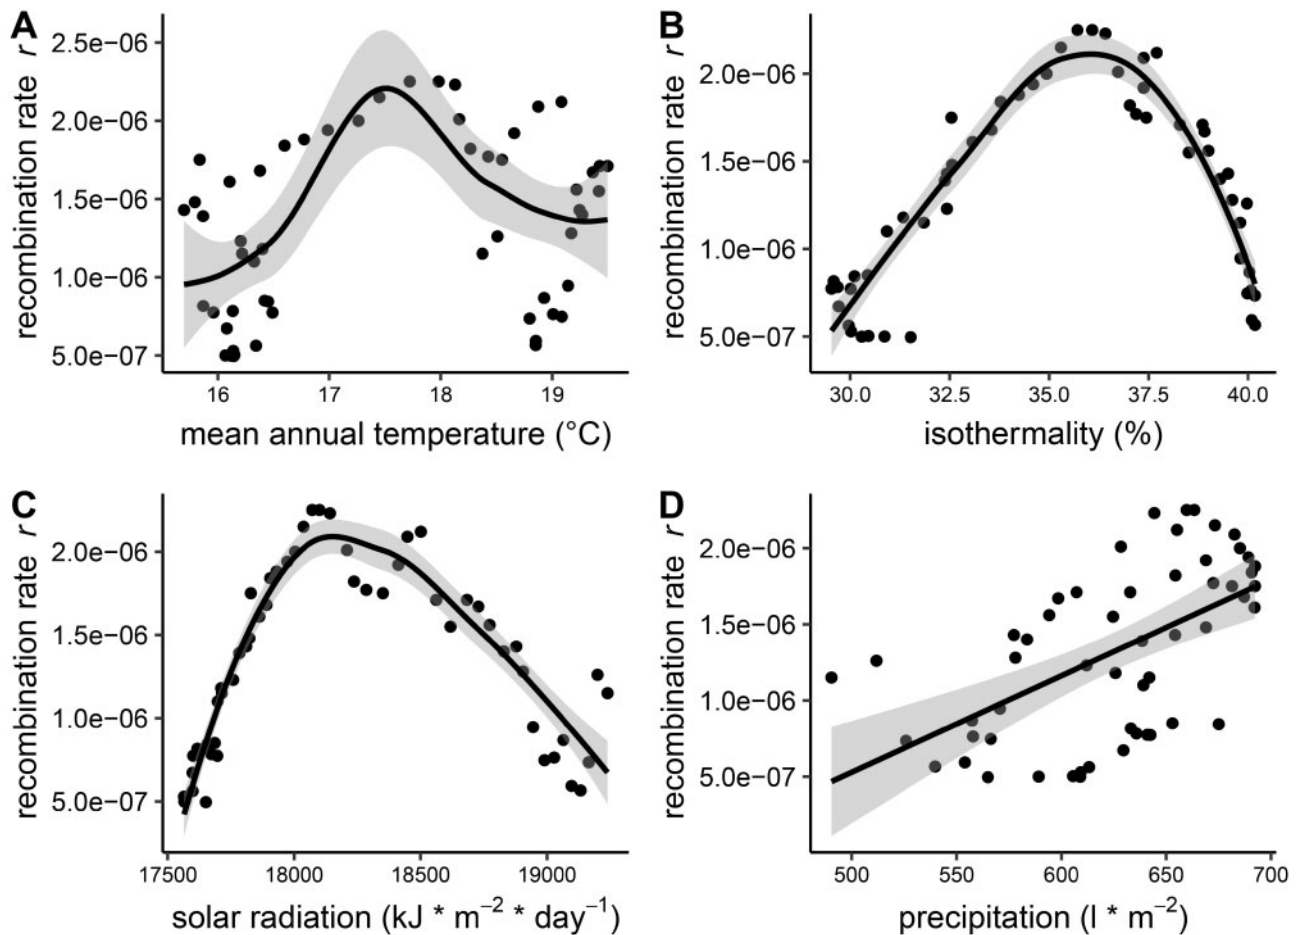 A
recombination rate r
2.5e−06
2.0e−06
1.5e−06
1.0e−06
5.0e−07
16 17 18 19
mean annual temperature (°C)
B
recombination rate r
2.0e−06
1.5e−06
1.0e−06
5.0e−07
30.0 32.5 35.0 37.5 40.0
isothermality (%)
C
recombination rate r
2.0e−06
1.5e−06
1.0e−06
5.0e−07
17500 18000 18500 19000
solar radiation (kJ * m⁻² * day⁻¹)
D
recombination rate r
2.0e−06
1.5e−06
1.0e−06
5.0e−07
500 550 600 650 700
precipitation (l * m⁻²)